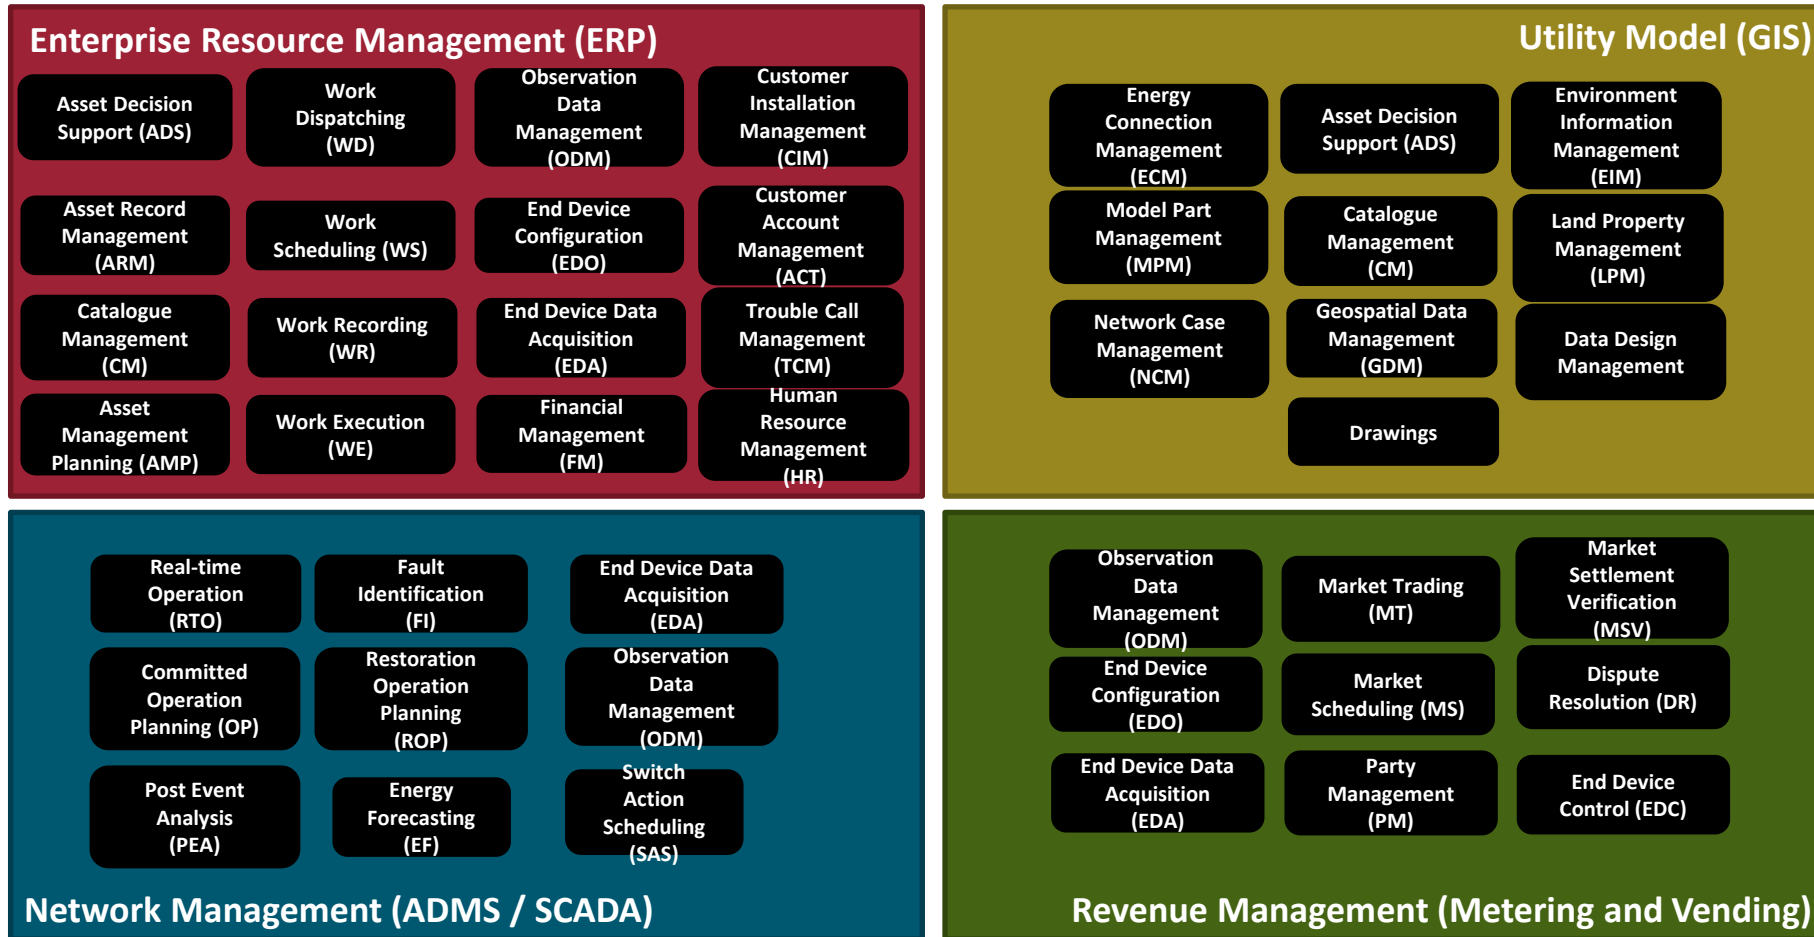 Enterprise Resource Management (ERP)
Asset Decision
Support (ADS)
Work
Dispatching
(WD)
Observation
Data
Management
(ODM)
Customer
Installation
Management
(CIM)
Asset Record
Management
(ARM)
Work
Scheduling (WS)
End Device
Configuration
(EDO)
Customer
Account
Management
(ACT)
Catalogue
Management
(CM)
Work Recording
(WR)
End Device Data
Acquisition
(EDA)
Trouble Call
Management
(TCM)
Asset
Management
Planning (AMP)
Work Execution
(WE)
Financial
Management
(FM)
Human
Resource
Management
(HR)
Utility Model (GIS)
Energy
Connection
Management
(ECM)
Asset Decision
Support (ADS)
Environment
Information
Management
(EIM)
Model Part
Management
(MPM)
Catalogue
Management
(CM)
Land Property
Management
(LPM)
Network Case
Management
(NCM)
Geospatial Data
Management
(GDM)
Data Design
Management
Drawings
Real-time
Operation
(RTO)
Fault
Identification
(FI)
End Device Data
Acquisition
(EDA)
Committed
Operation
Planning (OP)
Restoration
Operation
Planning
(ROP)
Observation
Data
Management
(ODM)
Post Event
Analysis
(PEA)
Energy
Forecasting
(EF)
Switch
Action
Scheduling
(SAS)
Network Management (ADMS / SCADA)
Observation
Data
Management
(ODM)
Market Trading
(MT)
Market
Settlement
Verification
(MSV)
End Device
Configuration
(EDO)
Market
Scheduling (MS)
Dispute
Resolution (DR)
End Device Data
Acquisition
(EDA)
Party
Management
(PM)
End Device
Control (EDC)
Revenue Management (Metering and Vending)